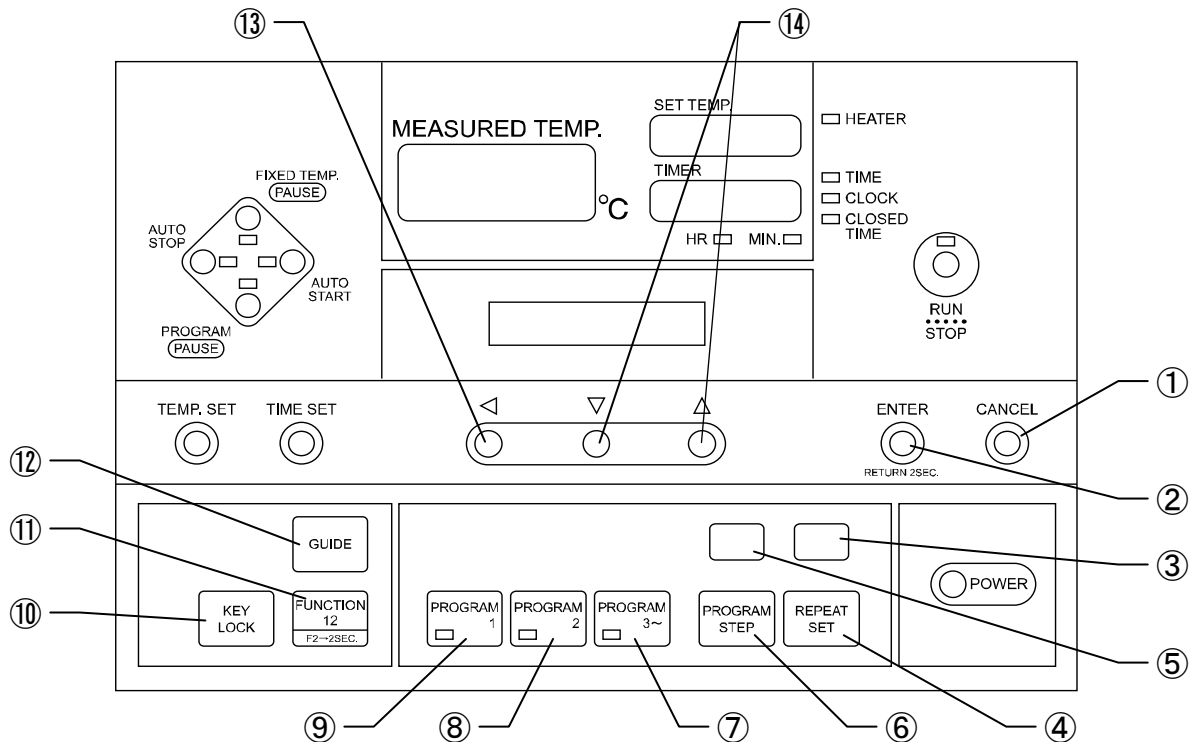 ⑬
⑭
SET TEMP.
HEATER
MEASURED TEMP.
TIMER
FIXED TEMP.
PAUSE
TIME
CLOCK
CLOSED
TIME
°C
AUTO
STOP
HR
MIN.
AUTO
START
RUN
STOP
PROGRAM
PAUSE
①
TEMP. SET
TIME SET
◁
▽
△
ENTER
CANCEL
RETURN 2SEC.
②
⑫
⑪
GUIDE
③
⑩
KEY
LOCK
FUNCTION
12
F2→2SEC.
PROGRAM
1
PROGRAM
2
PROGRAM
3～
PROGRAM
STEP
REPEAT
SET
POWER
⑤
⑨
⑧
⑦
⑥
④